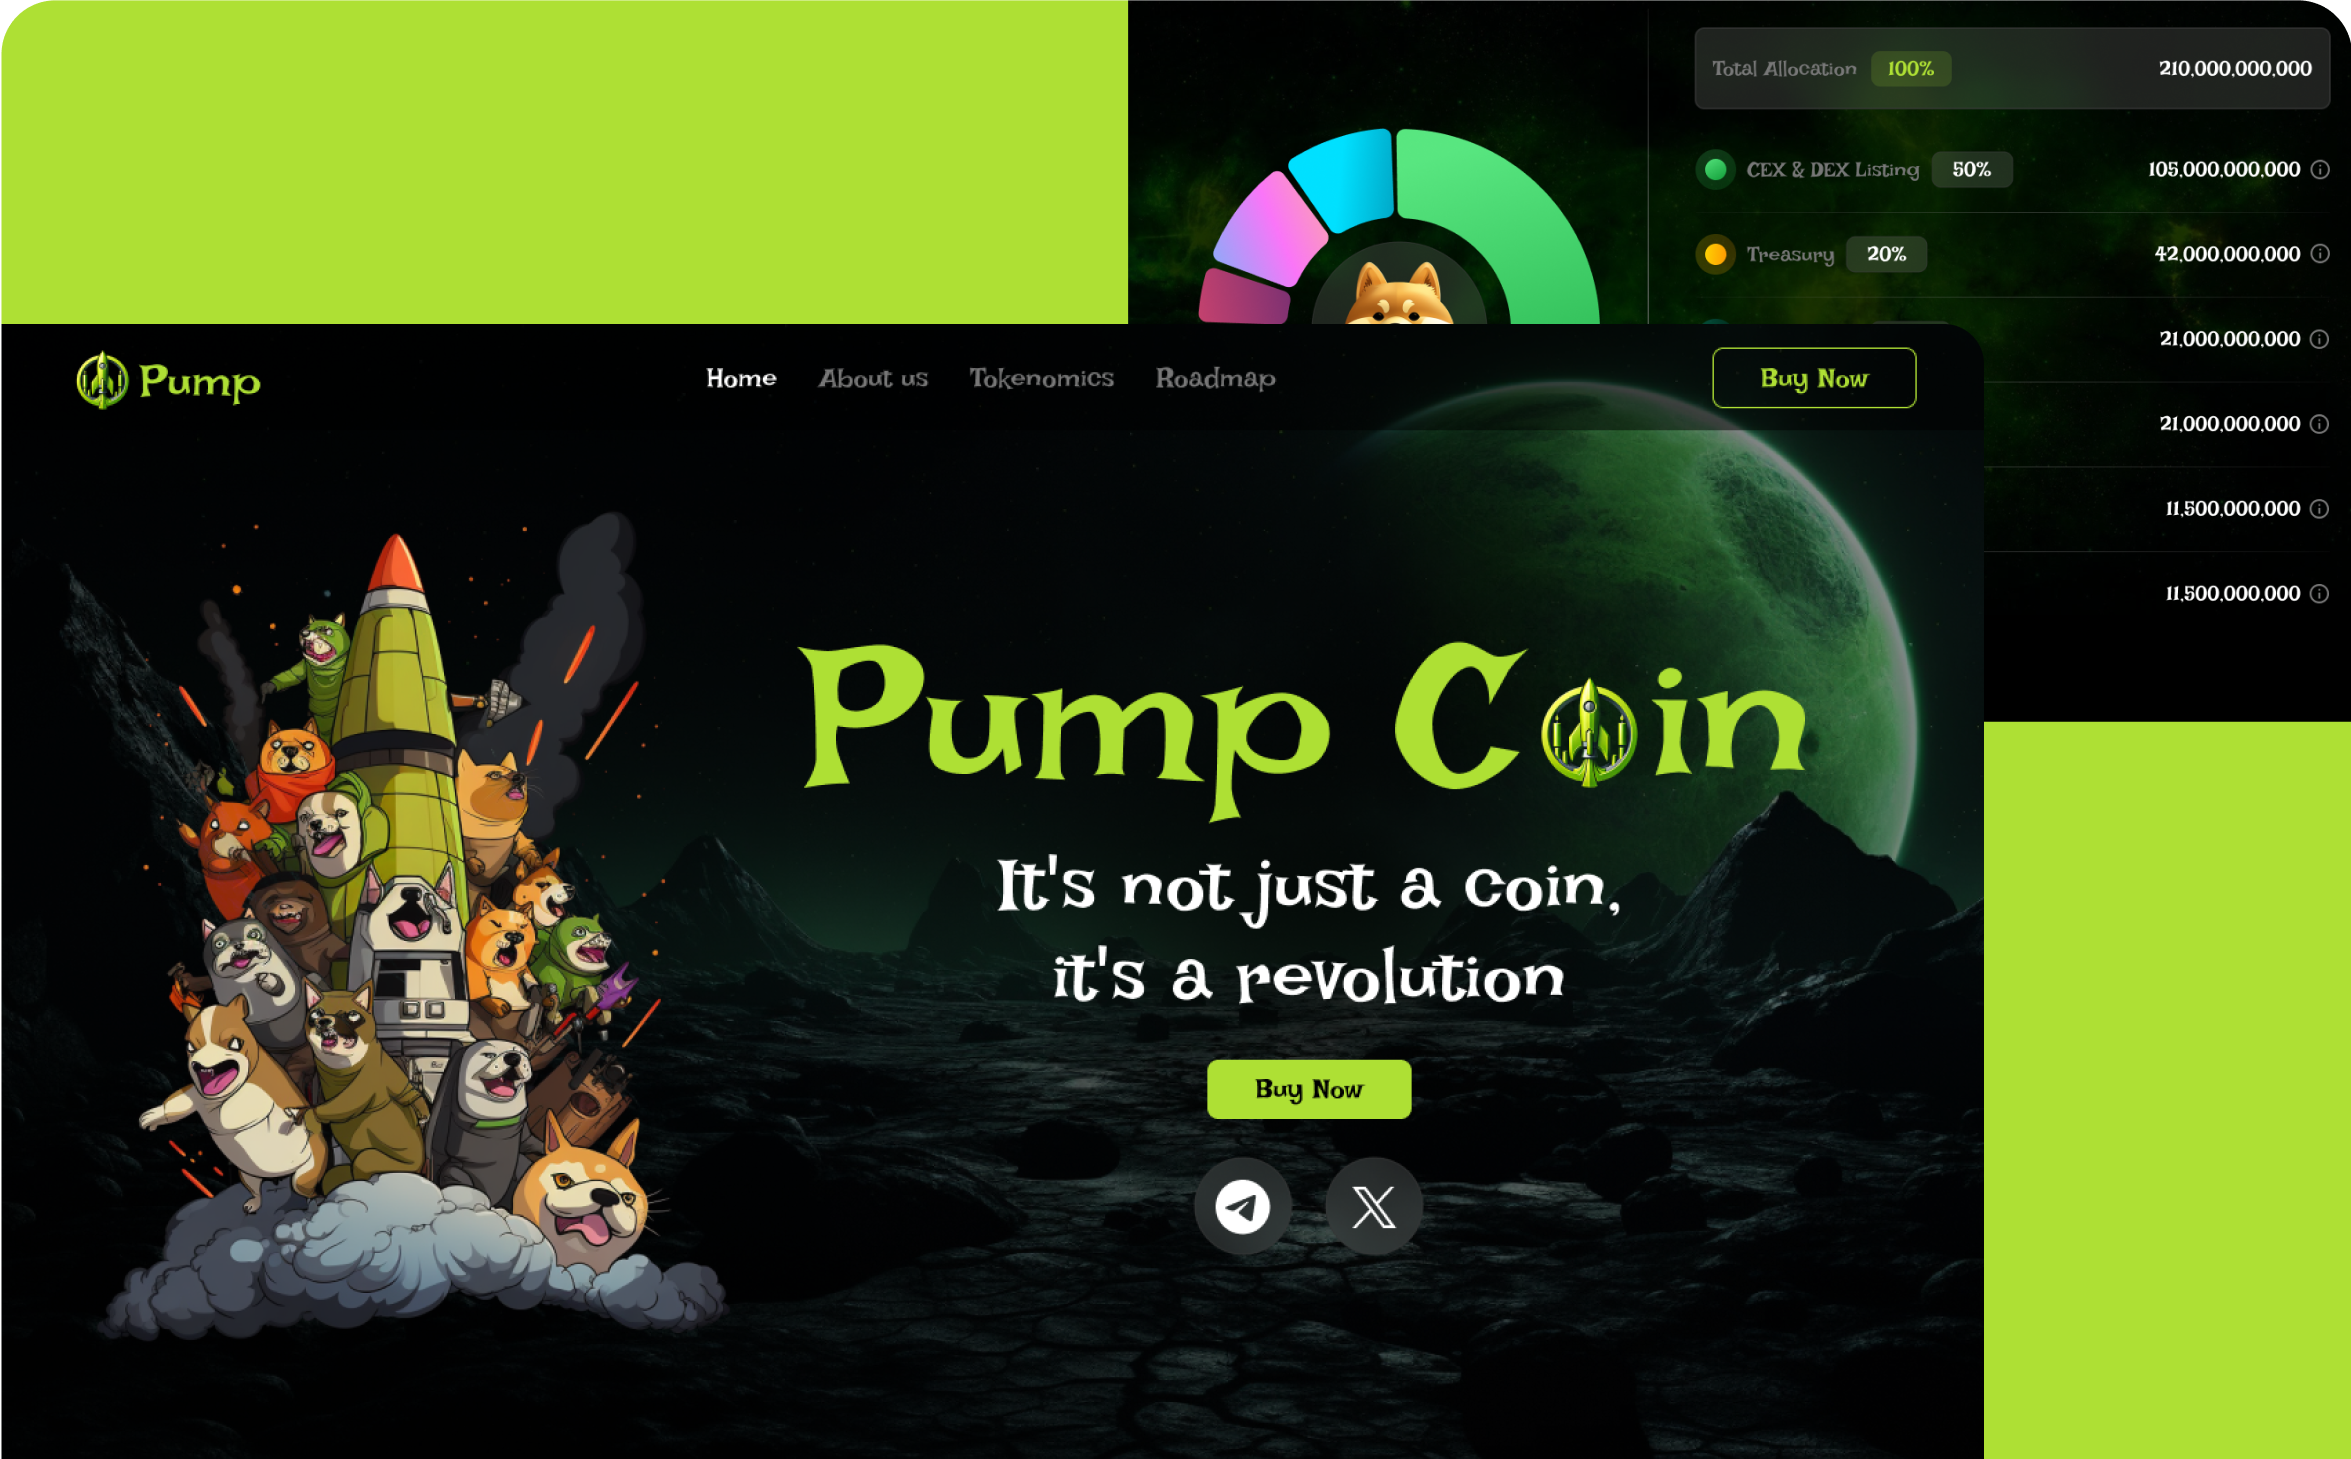 Total Allocation 100% 210,000,000,000
CEX & DEX Listing 50% 105,000,000,000
Treasury 20% 42,000,000,000
21,000,000,000
21,000,000,000
11,500,000,000
11,500,000,000
Pump Home About us Tokenomics Roadmap Buy Now
Pump Coin
It's not just a coin,
it's a revolution
Buy Now